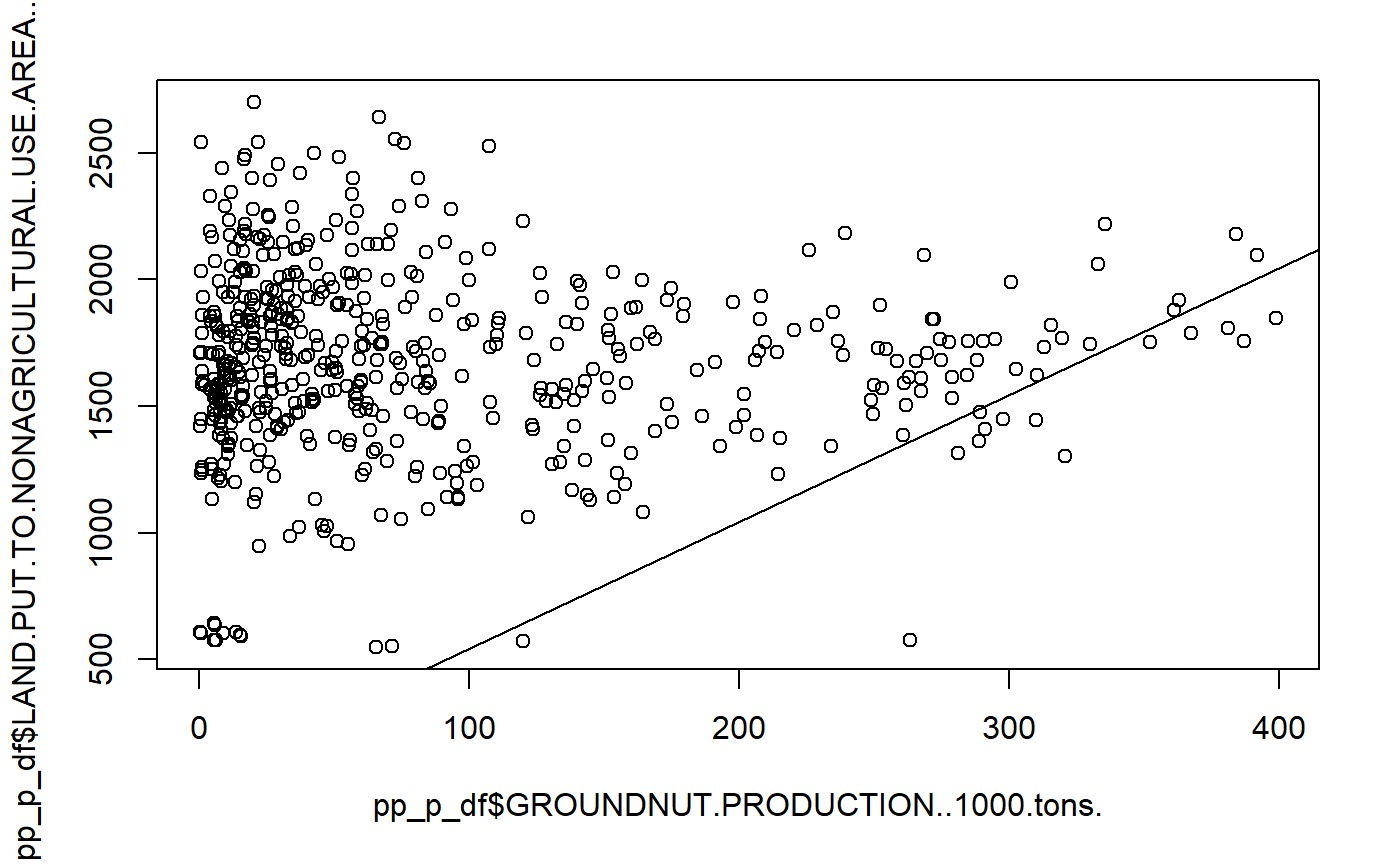 pp_p_df$LAND.PUT.TO.NONAGRICULTURAL.USE.AREA..
2500
2000
1500
1000
500
0 100 200 300 400
pp_p_df$GROUNDNUT.PRODUCTION..1000.tons.